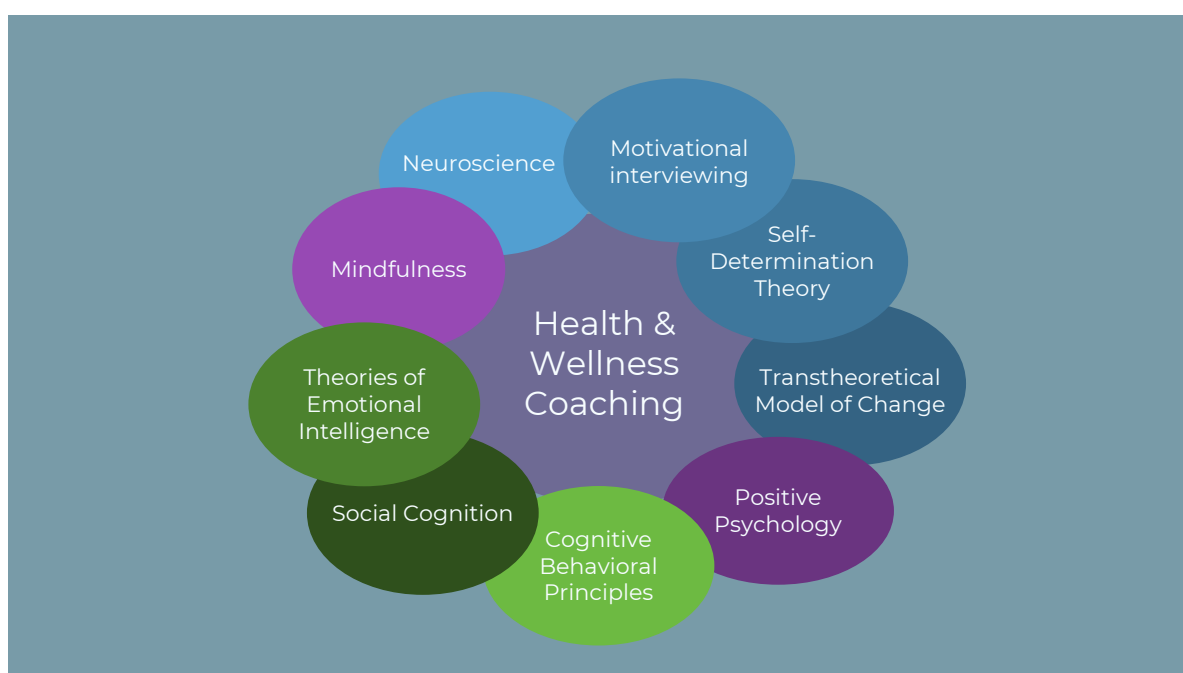 Neuroscience
Motivational
interviewing
Self-
Determination
Theory
Mindfulness
Health &
Wellness
Coaching
Theories of
Emotional
Intelligence
Transtheoretical
Model of Change
Social Cognition
Positive
Psychology
Cognitive
Behavioral
Principles